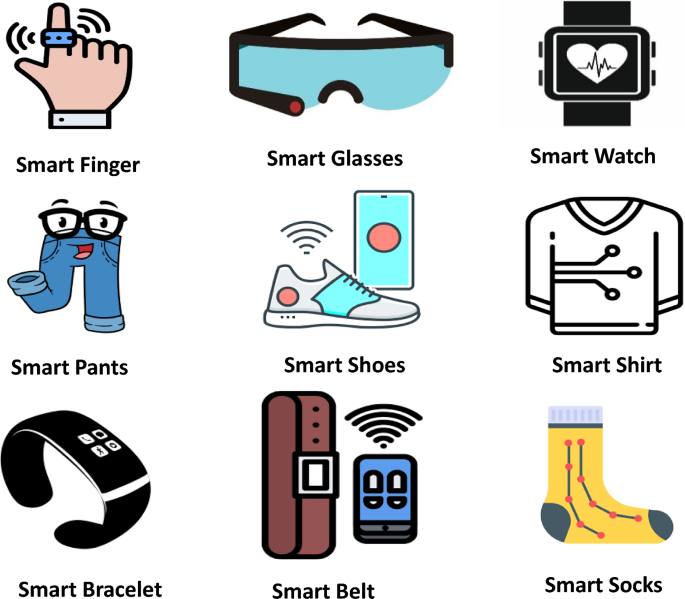 Smart Finger
Smart Glasses
Smart Watch
Smart Pants
Smart Shoes
Smart Shirt
Smart Bracelet
Smart Belt
Smart Socks